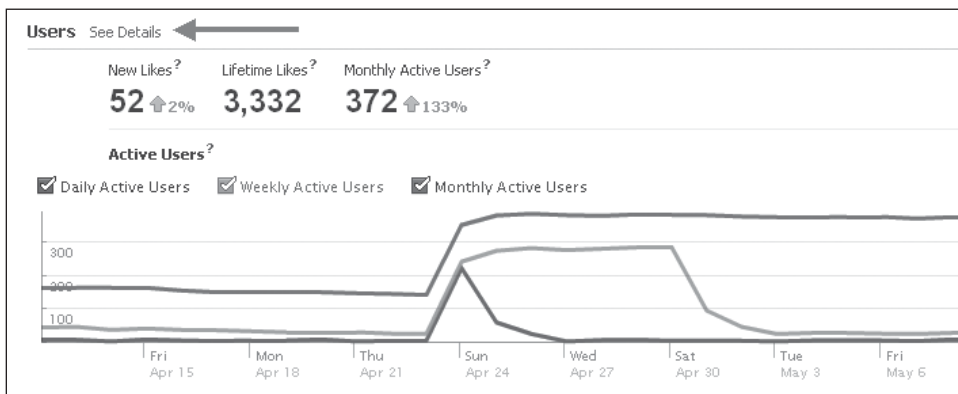 Users See Details
New Likes? Lifetime Likes? Monthly Active Users?
52 2% 3,332 372 133%
Active Users?
Daily Active Users Weekly Active Users Monthly Active Users
300
200
100
Fri Mon Thu Sun Wed Sat Tue Fri
Apr 15 Apr 18 Apr 21 Apr 24 Apr 27 Apr 30 May 3 May 6